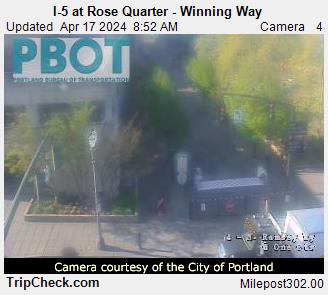 I-5 at Rose Quarter - Winning Way
Updated Apr 17 2024 8:52 AM Camera 4
PBOT
PORTLAND BUREAU OF TRANSPORTATION
Camera courtesy of the City of Portland
TripCheck.com Milepost302.00